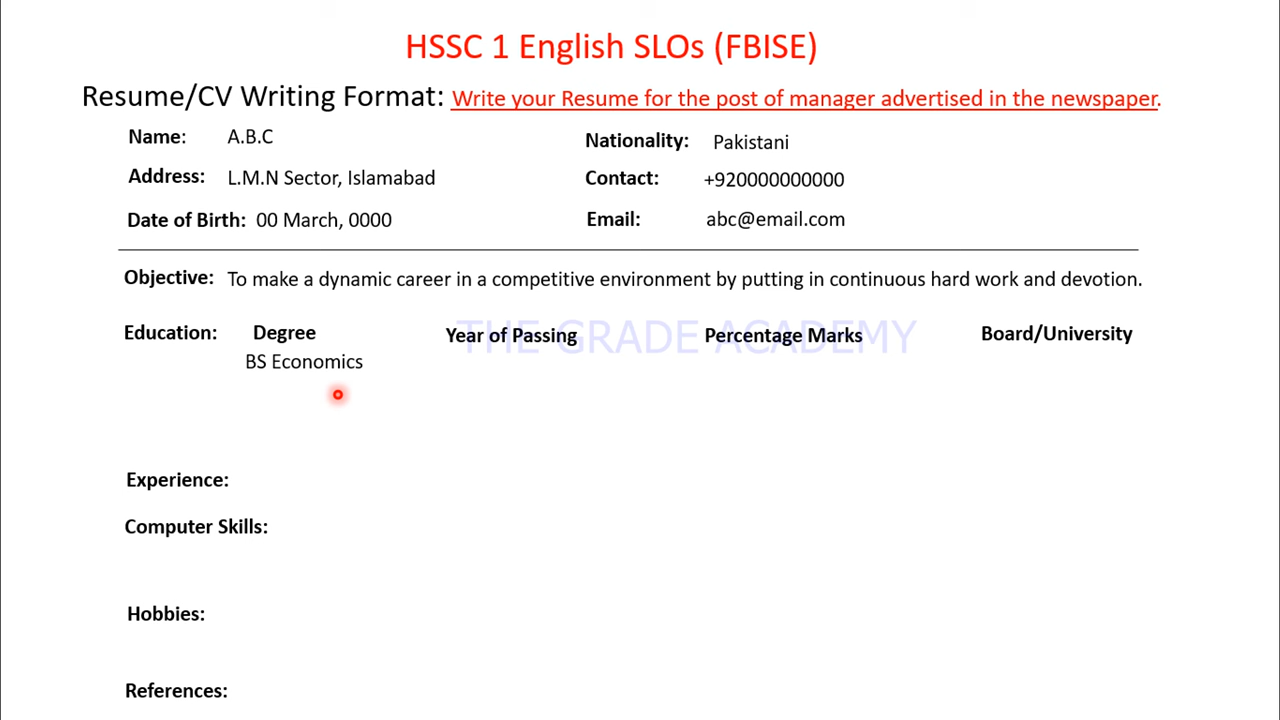 HSSC 1 English SLOs (FBISE)
Resume/CV Writing Format: Write your Resume for the post of manager advertised in the newspaper.
Name: A.B.C Nationality: Pakistani
Address: L.M.N Sector, Islamabad Contact: +920000000000
Date of Birth: 00 March, 0000 Email: abc@email.com
Objective: To make a dynamic career in a competitive environment by putting in continuous hard work and devotion.
Education: Degree Year of Passing Percentage Marks Board/University
THE GRADE ACADEMY
BS Economics
Experience:
Computer Skills:
Hobbies:
References: